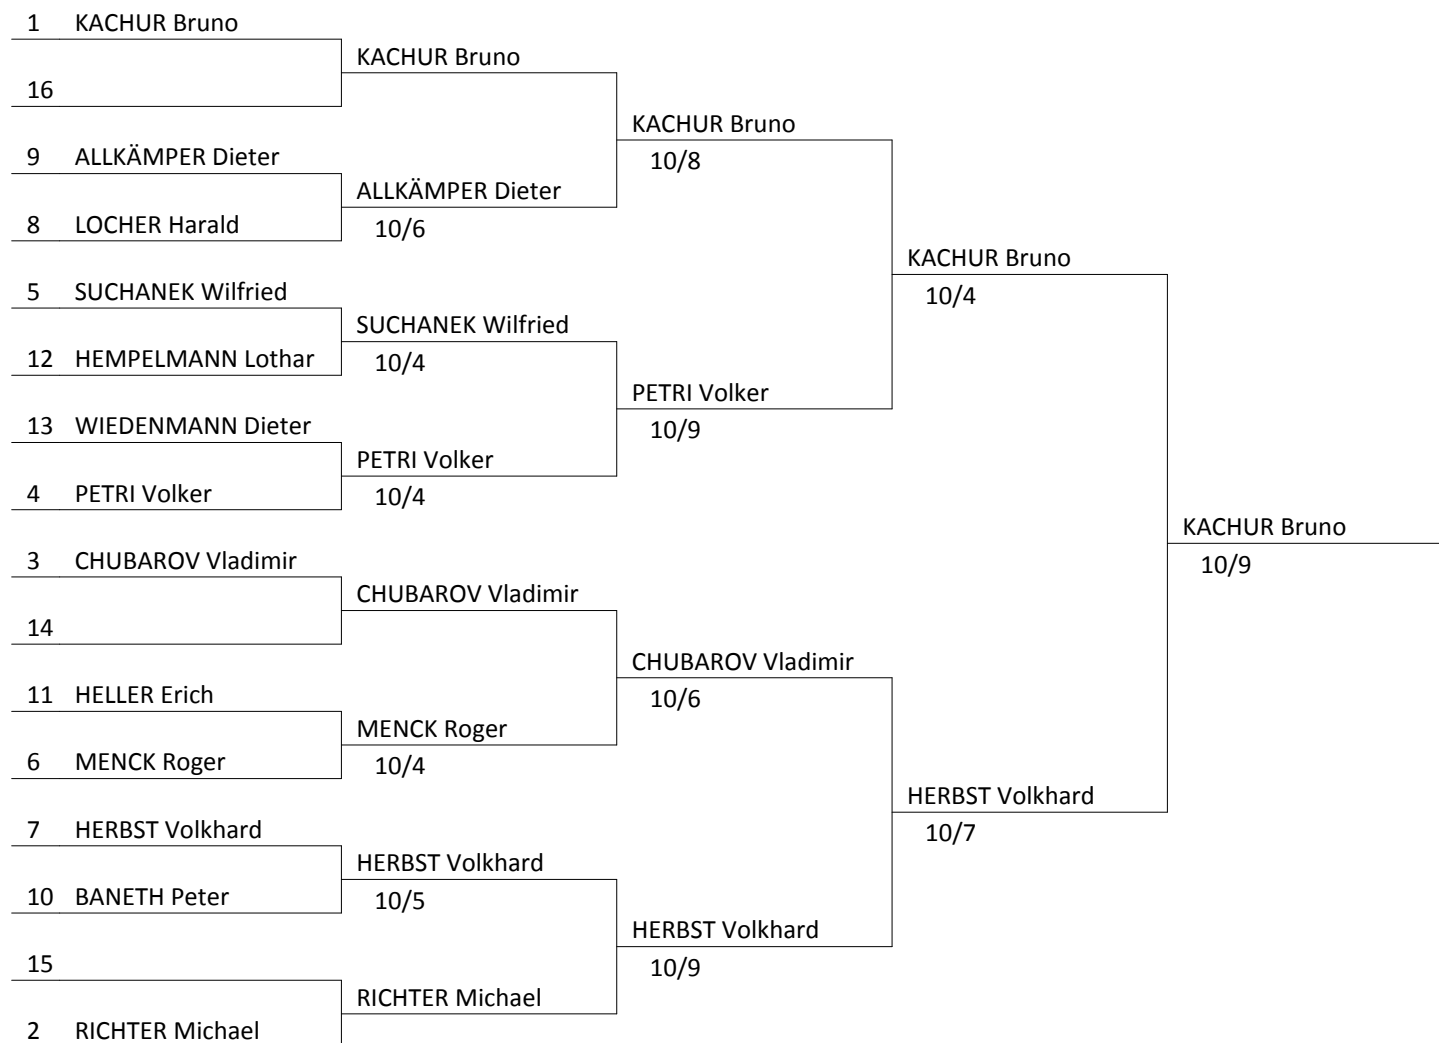 1 KACHUR Bruno
KACHUR Bruno
16
KACHUR Bruno
9 ALLKÄMPER Dieter
10/8
ALLKÄMPER Dieter
8 LOCHER Harald
10/6
KACHUR Bruno
5 SUCHANEK Wilfried
10/4
SUCHANEK Wilfried
12 HEMPELMANN Lothar
10/4
PETRI Volker
13 WIEDENMANN Dieter
10/9
PETRI Volker
4 PETRI Volker
10/4
KACHUR Bruno
3 CHUBAROV Vladimir
10/9
CHUBAROV Vladimir
14
CHUBAROV Vladimir
11 HELLER Erich
10/6
MENCK Roger
6 MENCK Roger
10/4
HERBST Volkhard
7 HERBST Volkhard
10/7
HERBST Volkhard
10 BANETH Peter
10/5
HERBST Volkhard
15
10/9
RICHTER Michael
2 RICHTER Michael